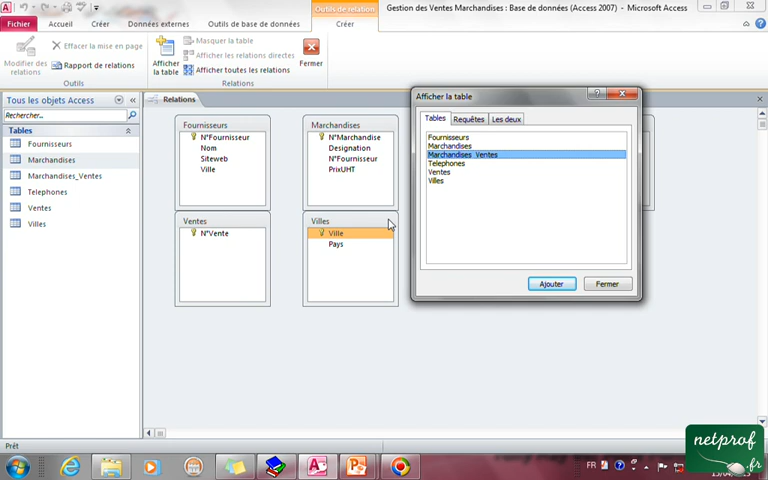 Outils de relation
Gestion des Ventes Marchandises : Base de données (Access 2007) - Microsoft Access
Fichier
Accueil
Créer
Données externes
Outils de base de données
Créer
Modifier des
relations
Effacer la mise en page
Rapport de relations
Outils
Afficher
la table
Masquer la table
Afficher les relations directes
Afficher toutes les relations
Relations
Fermer
Tous les objets Access
Rechercher...
Tables
Fournisseurs
Marchandises
Marchandises_Ventes
Telephones
Ventes
Villes
Relations
Fournisseurs
N°Fournisseur
Nom
Siteweb
Ville
Marchandises
N°Marchandise
Designation
N°Fournisseur
PrixUHT
Ventes
N°Vente
Villes
Ville
Pays
Afficher la table
Tables
Requêtes
Les deux
Fournisseurs
Marchandises
Marchandises_Ventes
Telephones
Ventes
Villes
Ajouter
Fermer
Prêt
FR
netprof
.fr